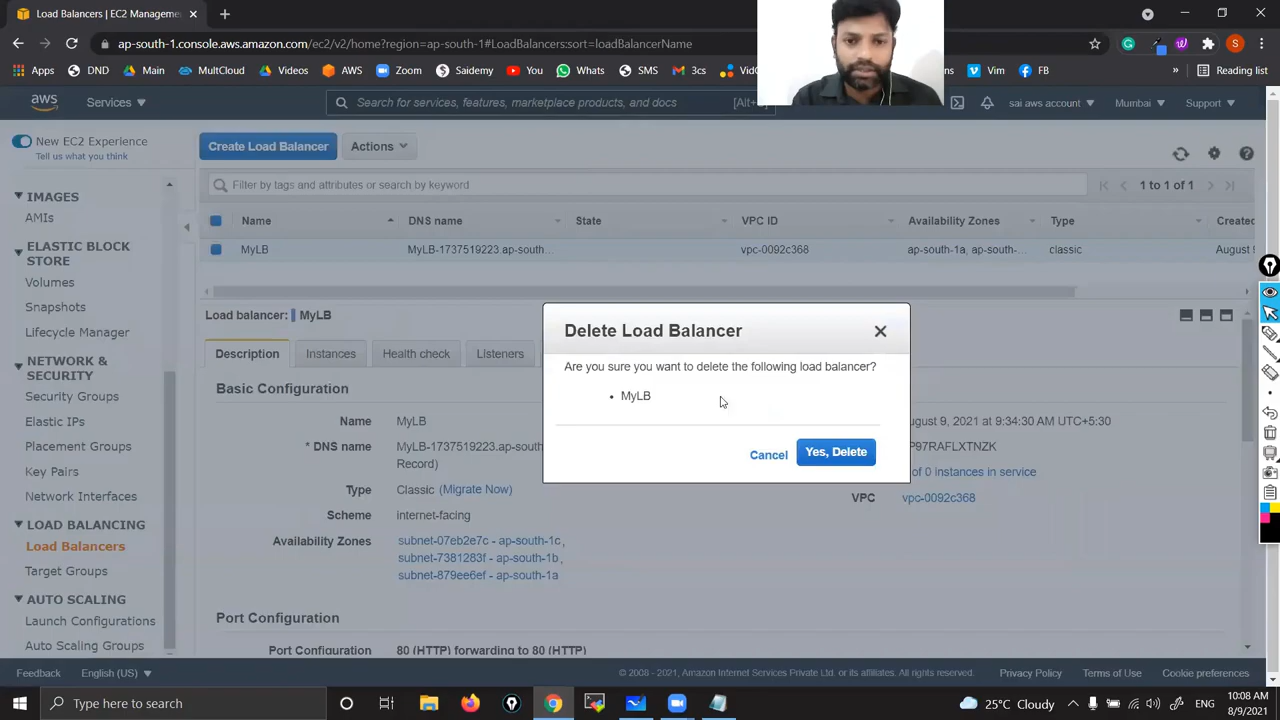 Load Balancers | EC2 Manageme
ap-south-1.console.aws.amazon.com/ec2/v2/home?region=ap-south-1#LoadBalancers:sort=loadBalancerName
Apps
IND
Drive
Videos
AWS
Zoom
Saidemy
You
Whats
SMS
3cs
Vid
Vim
FB
»
Reading list
aws
Services
Search for services, features, marketplace products, and docs
[Alt+
sai aws account
Mumbai
Support
New EC2 Experience
Tell us what you think
IMAGES
AMIs
ELASTIC BLOCK
STORE
Volumes
Snapshots
Lifecycle Manager
NETWORK &
SECURITY
Security Groups
Elastic IPs
Placement Groups
Key Pairs
Network Interfaces
LOAD BALANCING
Load Balancers
Target Groups
AUTO SCALING
Launch Configurations
Auto Scaling Groups
Create Load Balancer
Actions
Filter by tags and attributes or search by keyword
1 to 1 of 1
Name
DNS name
State
VPC ID
Availability Zones
Type
Created
MyLB
MyLB-1737519223.ap-south...
vpc-0092c368
ap-south-1a, ap-south-...
classic
August 9
Load balancer:
MyLB
Description
Instances
Health check
Listeners
Delete Load Balancer
Are you sure you want to delete the following load balancer?
• MyLB
Cancel
Yes, Delete
Basic Configuration
Name
MyLB
August 9, 2021 at 9:34:30 AM UTC+5:30
* DNS name
MyLB-1737519223.ap-south
Record)
P97RAFLXTNZK
Type
Classic (Migrate Now)
of 0 instances in service
Scheme
internet-facing
VPC
vpc-0092c368
Availability Zones
subnet-07eb2e7c - ap-south-1c,
subnet-7381283f - ap-south-1b,
subnet-879ee6ef - ap-south-1a
Port Configuration
Port Configuration
80 (HTTP) forwarding to 80 (HTTP)
Feedback
English (US)
© 2008 - 2021, Amazon Internet Services Private Ltd. or its affiliates. All rights reserved.
Privacy Policy
Terms of Use
Cookie preferences
Type here to search
25°C Cloudy
ENG
10:08 AM
8/9/2021